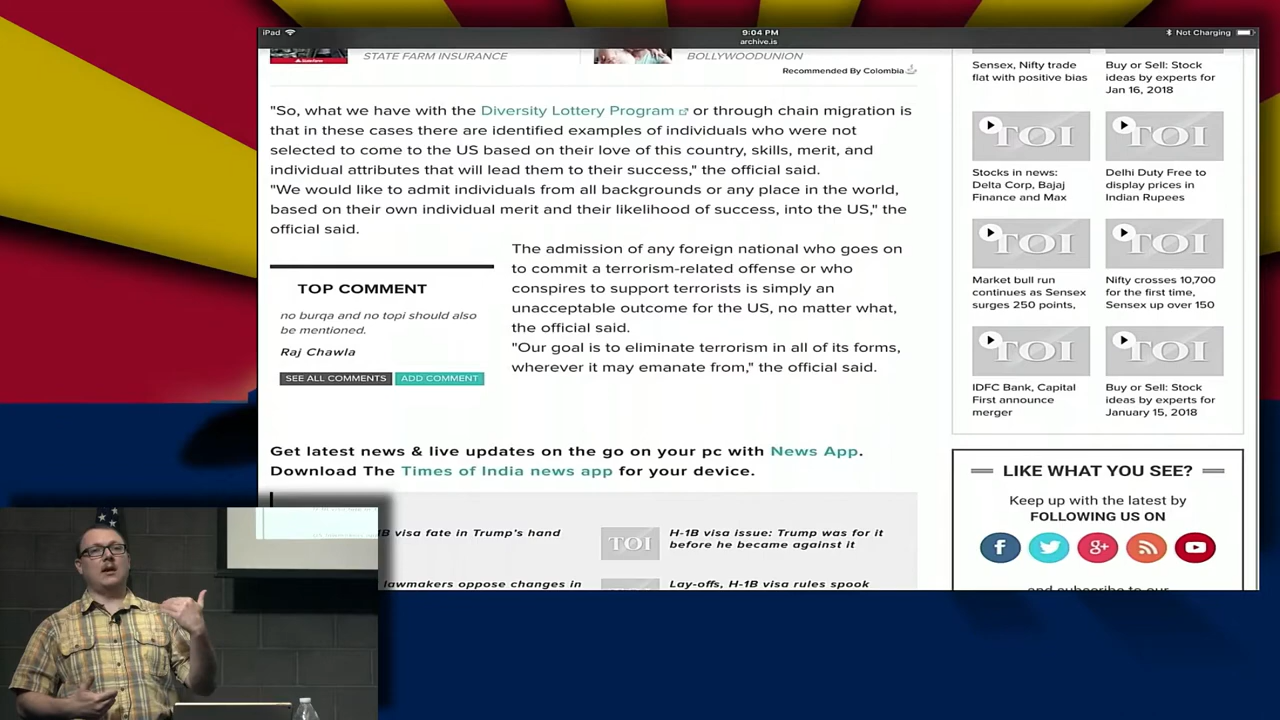 iPad
9:04 PM
archive.is
Not Charging
STATE FARM INSURANCE
BOLLYWOODUNION
Recommended By Colombia
"So, what we have with the Diversity Lottery Program or through chain migration is
that in these cases there are identified examples of individuals who were not
selected to come to the US based on their love of this country, skills, merit, and
individual attributes that will lead them to their success," the official said.
"We would like to admit individuals from all backgrounds or any place in the world,
based on their own individual merit and their likelihood of success, into the US," the
official said.
The admission of any foreign national who goes on
to commit a terrorism-related offense or who
conspires to support terrorists is simply an
unacceptable outcome for the US, no matter what,
the official said.
"Our goal is to eliminate terrorism in all of its forms,
wherever it may emanate from," the official said.
TOP COMMENT
no burqa and no topi should also
be mentioned.
Raj Chawla
SEE ALL COMMENTS
ADD COMMENT
Get latest news & live updates on the go on your pc with News App.
Download The Times of India news app for your device.
-1B visa fate in Trump's hand
TOI
H-1B visa issue: Trump was for it
before he became against it
lawmakers oppose changes in
Lay-offs, H-1B visa rules spook
Sensex, Nifty trade
flat with positive bias
Buy or Sell: Stock
ideas by experts for
Jan 16, 2018
TOI
TOI
Stocks in news:
Delta Corp, Bajaj
Finance and Max
Delhi Duty Free to
display prices in
Indian Rupees
TOI
TOI
Market bull run
continues as Sensex
surges 250 points,
Nifty crosses 10,700
for the first time,
Sensex up over 150
TOI
TOI
IDFC Bank, Capital
First announce
merger
Buy or Sell: Stock
ideas by experts for
January 15, 2018
LIKE WHAT YOU SEE?
Keep up with the latest by
FOLLOWING US ON
and subscribe to our